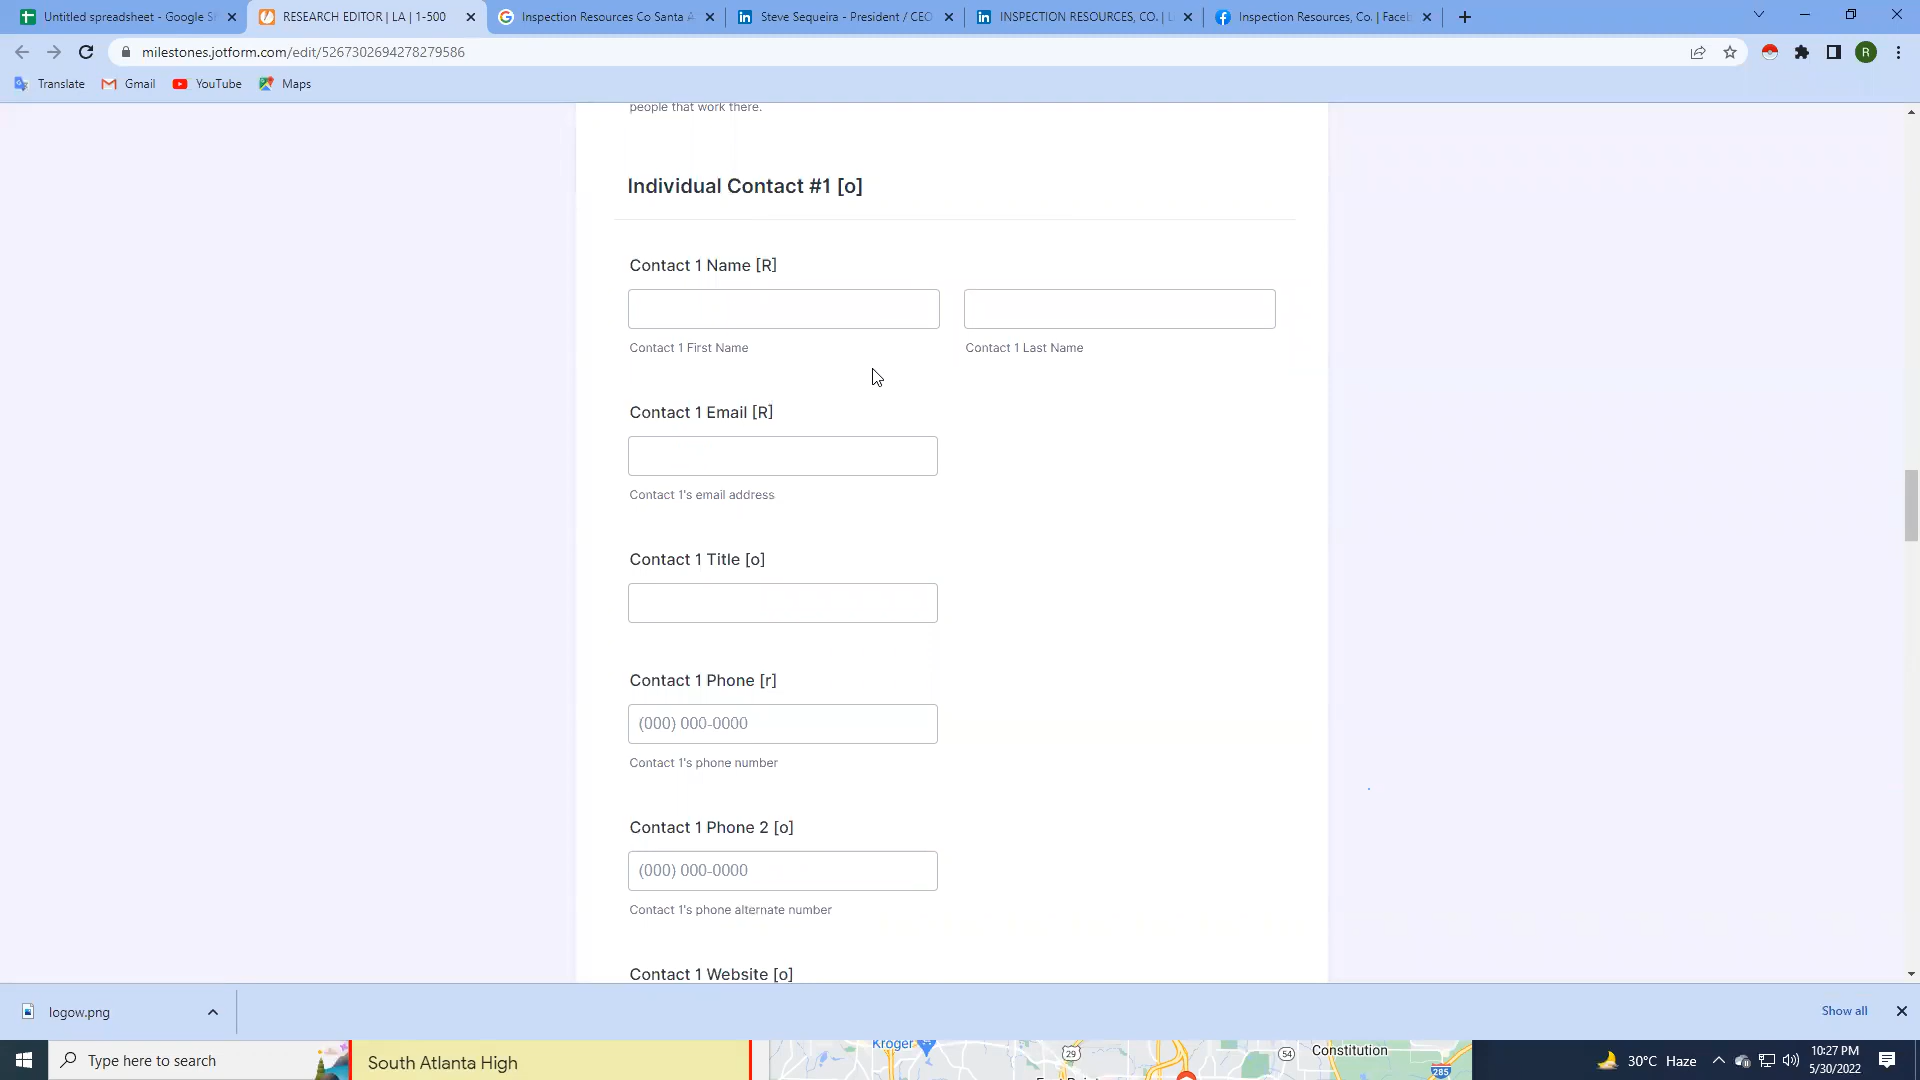 Untitled spreadsheet - Google S
RESEARCH EDITOR | LA | 1-500
Inspection Resources Co Santa A
Steve Sequeira - President / CEO
INSPECTION RESOURCES, CO. | L
Inspection Resources, Co. | Faceb
milestones.jotform.com/edit/5267302694278279586
R
Translate
Gmail
YouTube
Maps
people that work there.
Individual Contact #1 [o]
Contact 1 Name [R]
Contact 1 First Name
Contact 1 Last Name
Contact 1 Email [R]
Contact 1's email address
Contact 1 Title [o]
Contact 1 Phone [r]
(000) 000-0000
Contact 1's phone number
Contact 1 Phone 2 [o]
(000) 000-0000
Contact 1's phone alternate number
Contact 1 Website [o]
logow.png
Show all
Type here to search
South Atlanta High
Kroger
29
54
Constitution
285
30°C Haze
10:27 PM
5/30/2022